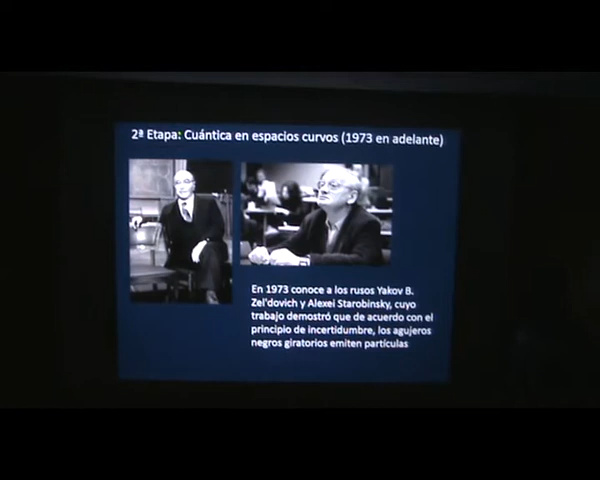 2ª Etapa: Cuántica en espacios curvos (1973 en adelante)
En 1973 conoce a los rusos Yakov B.
Zel'dovich y Alexei Starobinsky, cuyo
trabajo demostró que de acuerdo con el
principio de incertidumbre, los agujeros
negros giratorios emiten partículas